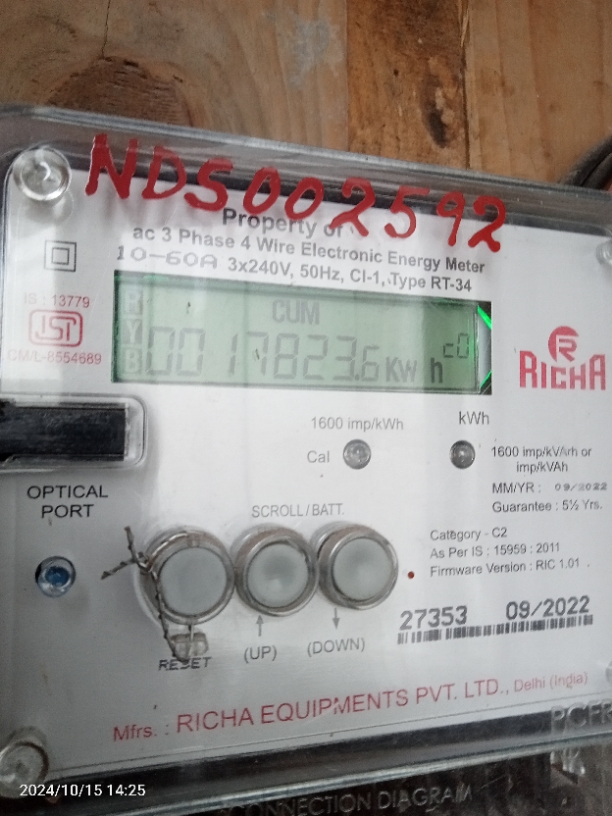 NDS002592
Property of
ac 3 Phase 4 Wire Electronic Energy Meter
10-60A 3x240V, 50Hz, Cl-1, Type RT-34
IS : 13779
ISI
CM/L-8554689
R
Y
B
CUM
0017823.6 KW h c0
R
RICHA
1600 imp/kWh
kWh
Cal
1600 imp/kVArh or
imp/kVAh
MM/YR : 09/2022
Guarantee : 5½ Yrs.
OPTICAL
PORT
SCROLL/BATT.
Category - C2
As Per IS : 15959 : 2011
Firmware Version : RIC 1.01
27353 09/2022
RESET
(UP)
(DOWN)
Mfrs. : RICHA EQUIPMENTS PVT. LTD., Delhi (India)
CONNECTION DIAGRAM
2024/10/15 14:25